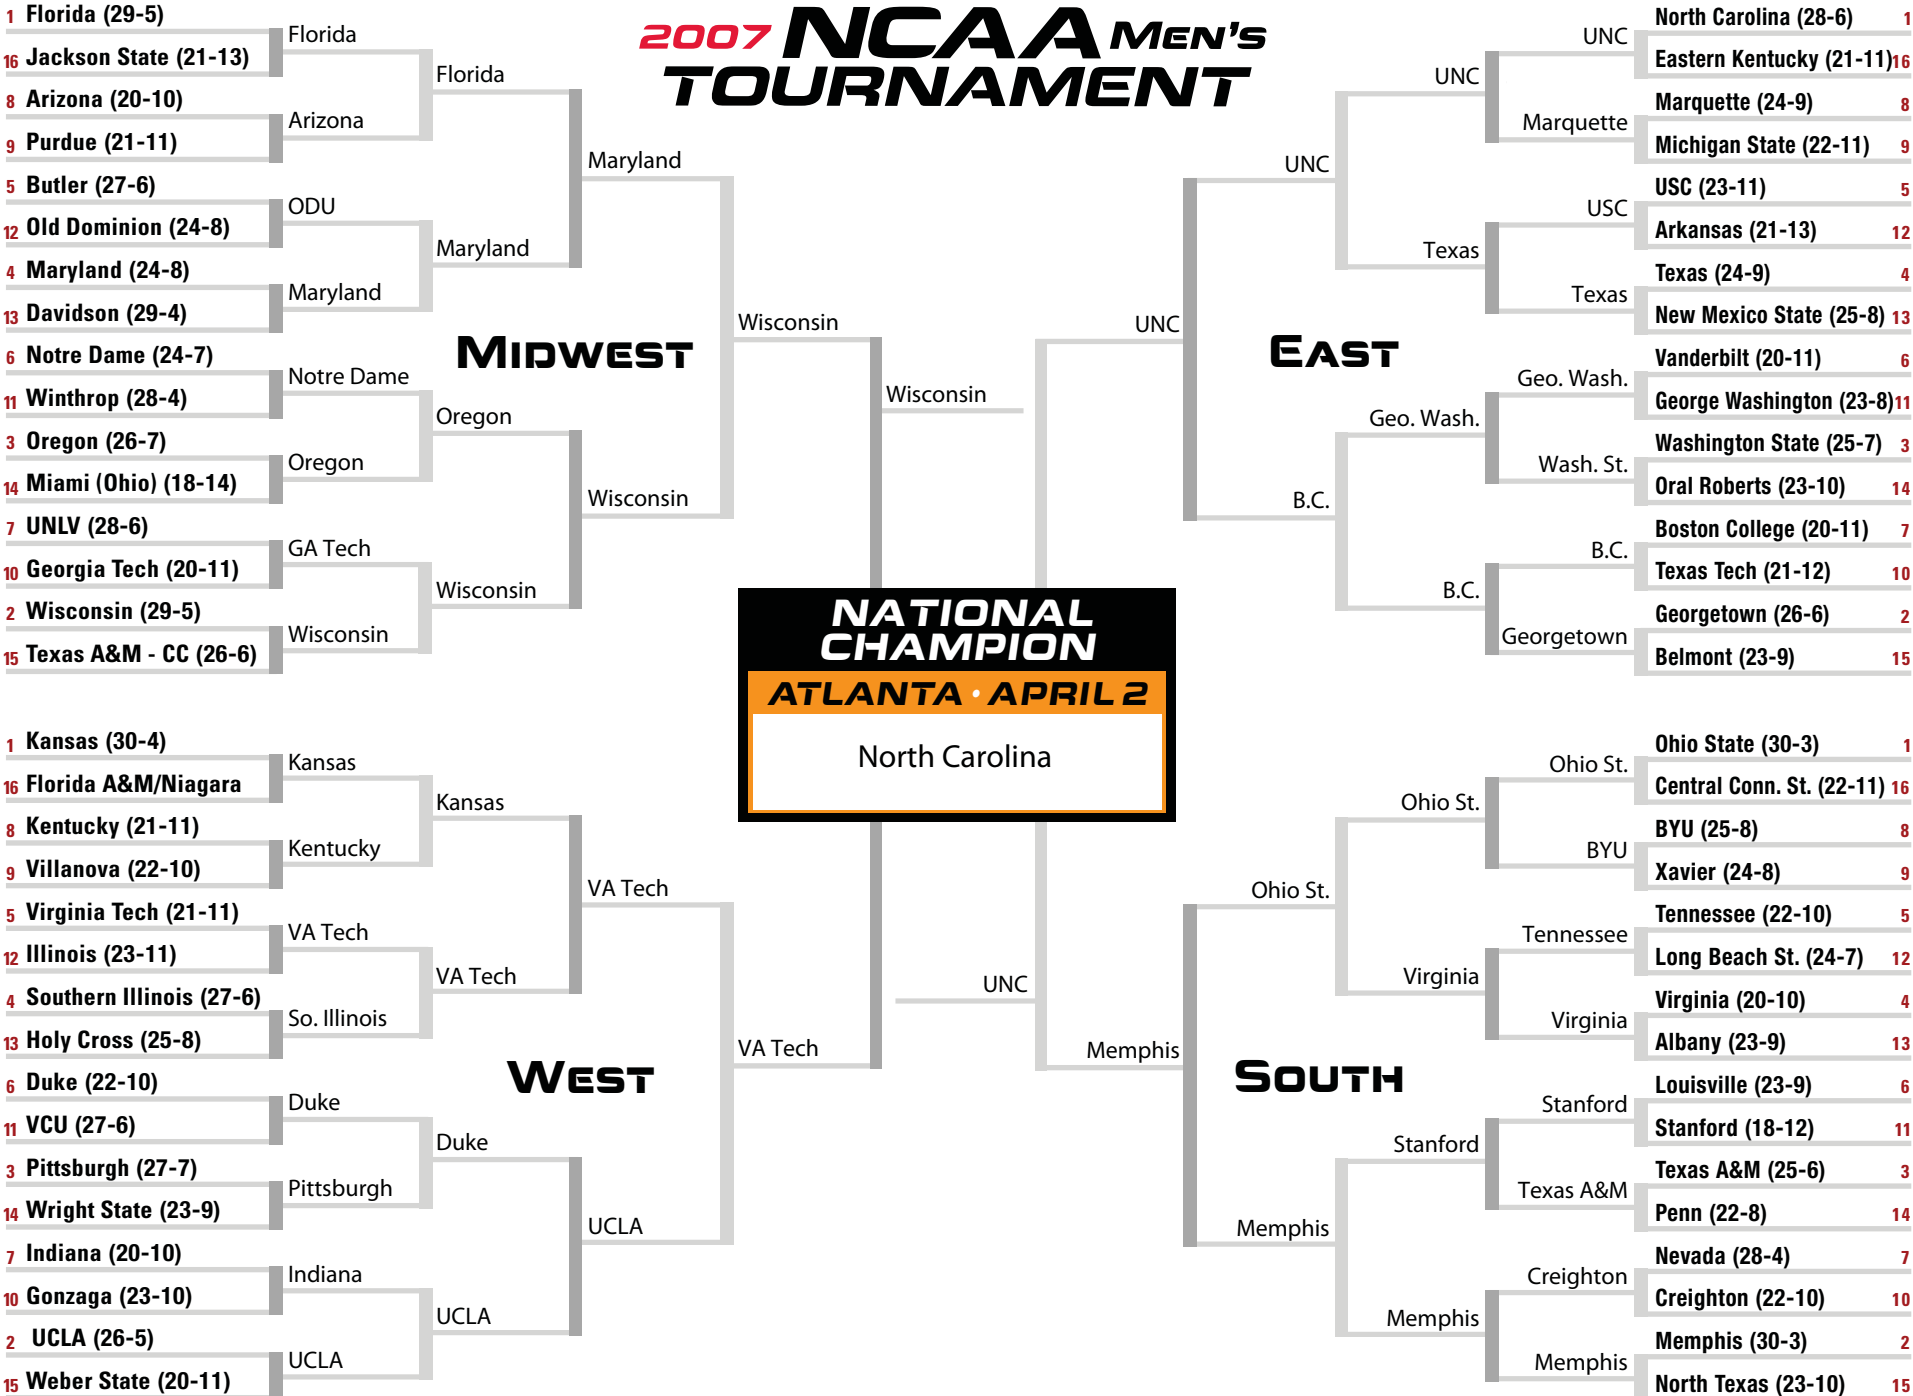 2007 NCAA MEN'S
TOURNAMENT
1 Florida (29-5)
16 Jackson State (21-13)
8 Arizona (20-10)
9 Purdue (21-11)
5 Butler (27-6)
12 Old Dominion (24-8)
4 Maryland (24-8)
13 Davidson (29-4)
6 Notre Dame (24-7)
11 Winthrop (28-4)
3 Oregon (26-7)
14 Miami (Ohio) (18-14)
7 UNLV (28-6)
10 Georgia Tech (20-11)
2 Wisconsin (29-5)
15 Texas A&M - CC (26-6)
Florida
Arizona
ODU
Maryland
Notre Dame
Oregon
GA Tech
Wisconsin
Florida
Maryland
Oregon
Wisconsin
Maryland
Wisconsin
Wisconsin
MIDWEST
Wisconsin
1 Kansas (30-4)
16 Florida A&M/Niagara
8 Kentucky (21-11)
9 Villanova (22-10)
5 Virginia Tech (21-11)
12 Illinois (23-11)
4 Southern Illinois (27-6)
13 Holy Cross (25-8)
6 Duke (22-10)
11 VCU (27-6)
3 Pittsburgh (27-7)
14 Wright State (23-9)
7 Indiana (20-10)
10 Gonzaga (23-10)
2 UCLA (26-5)
15 Weber State (20-11)
Kansas
Kentucky
VA Tech
So. Illinois
Duke
Pittsburgh
Indiana
UCLA
Kansas
VA Tech
Duke
UCLA
VA Tech
UCLA
VA Tech
WEST
NATIONAL
CHAMPION
ATLANTA • APRIL 2
North Carolina
North Carolina (28-6) 1
Eastern Kentucky (21-11) 16
Marquette (24-9) 8
Michigan State (22-11) 9
USC (23-11) 5
Arkansas (21-13) 12
Texas (24-9) 4
New Mexico State (25-8) 13
Vanderbilt (20-11) 6
George Washington (23-8) 11
Washington State (25-7) 3
Oral Roberts (23-10) 14
Boston College (20-11) 7
Texas Tech (21-12) 10
Georgetown (26-6) 2
Belmont (23-9) 15
UNC
Marquette
USC
Texas
Geo. Wash.
Wash. St.
B.C.
Georgetown
UNC
Texas
Geo. Wash.
B.C.
UNC
B.C.
UNC
EAST
UNC
Ohio State (30-3) 1
Central Conn. St. (22-11) 16
BYU (25-8) 8
Xavier (24-8) 9
Tennessee (22-10) 5
Long Beach St. (24-7) 12
Virginia (20-10) 4
Albany (23-9) 13
Louisville (23-9) 6
Stanford (18-12) 11
Texas A&M (25-6) 3
Penn (22-8) 14
Nevada (28-4) 7
Creighton (22-10) 10
Memphis (30-3) 2
North Texas (23-10) 15
Ohio St.
BYU
Tennessee
Virginia
Stanford
Texas A&M
Creighton
Memphis
Ohio St.
Virginia
Stanford
Memphis
Ohio St.
Memphis
Memphis
SOUTH